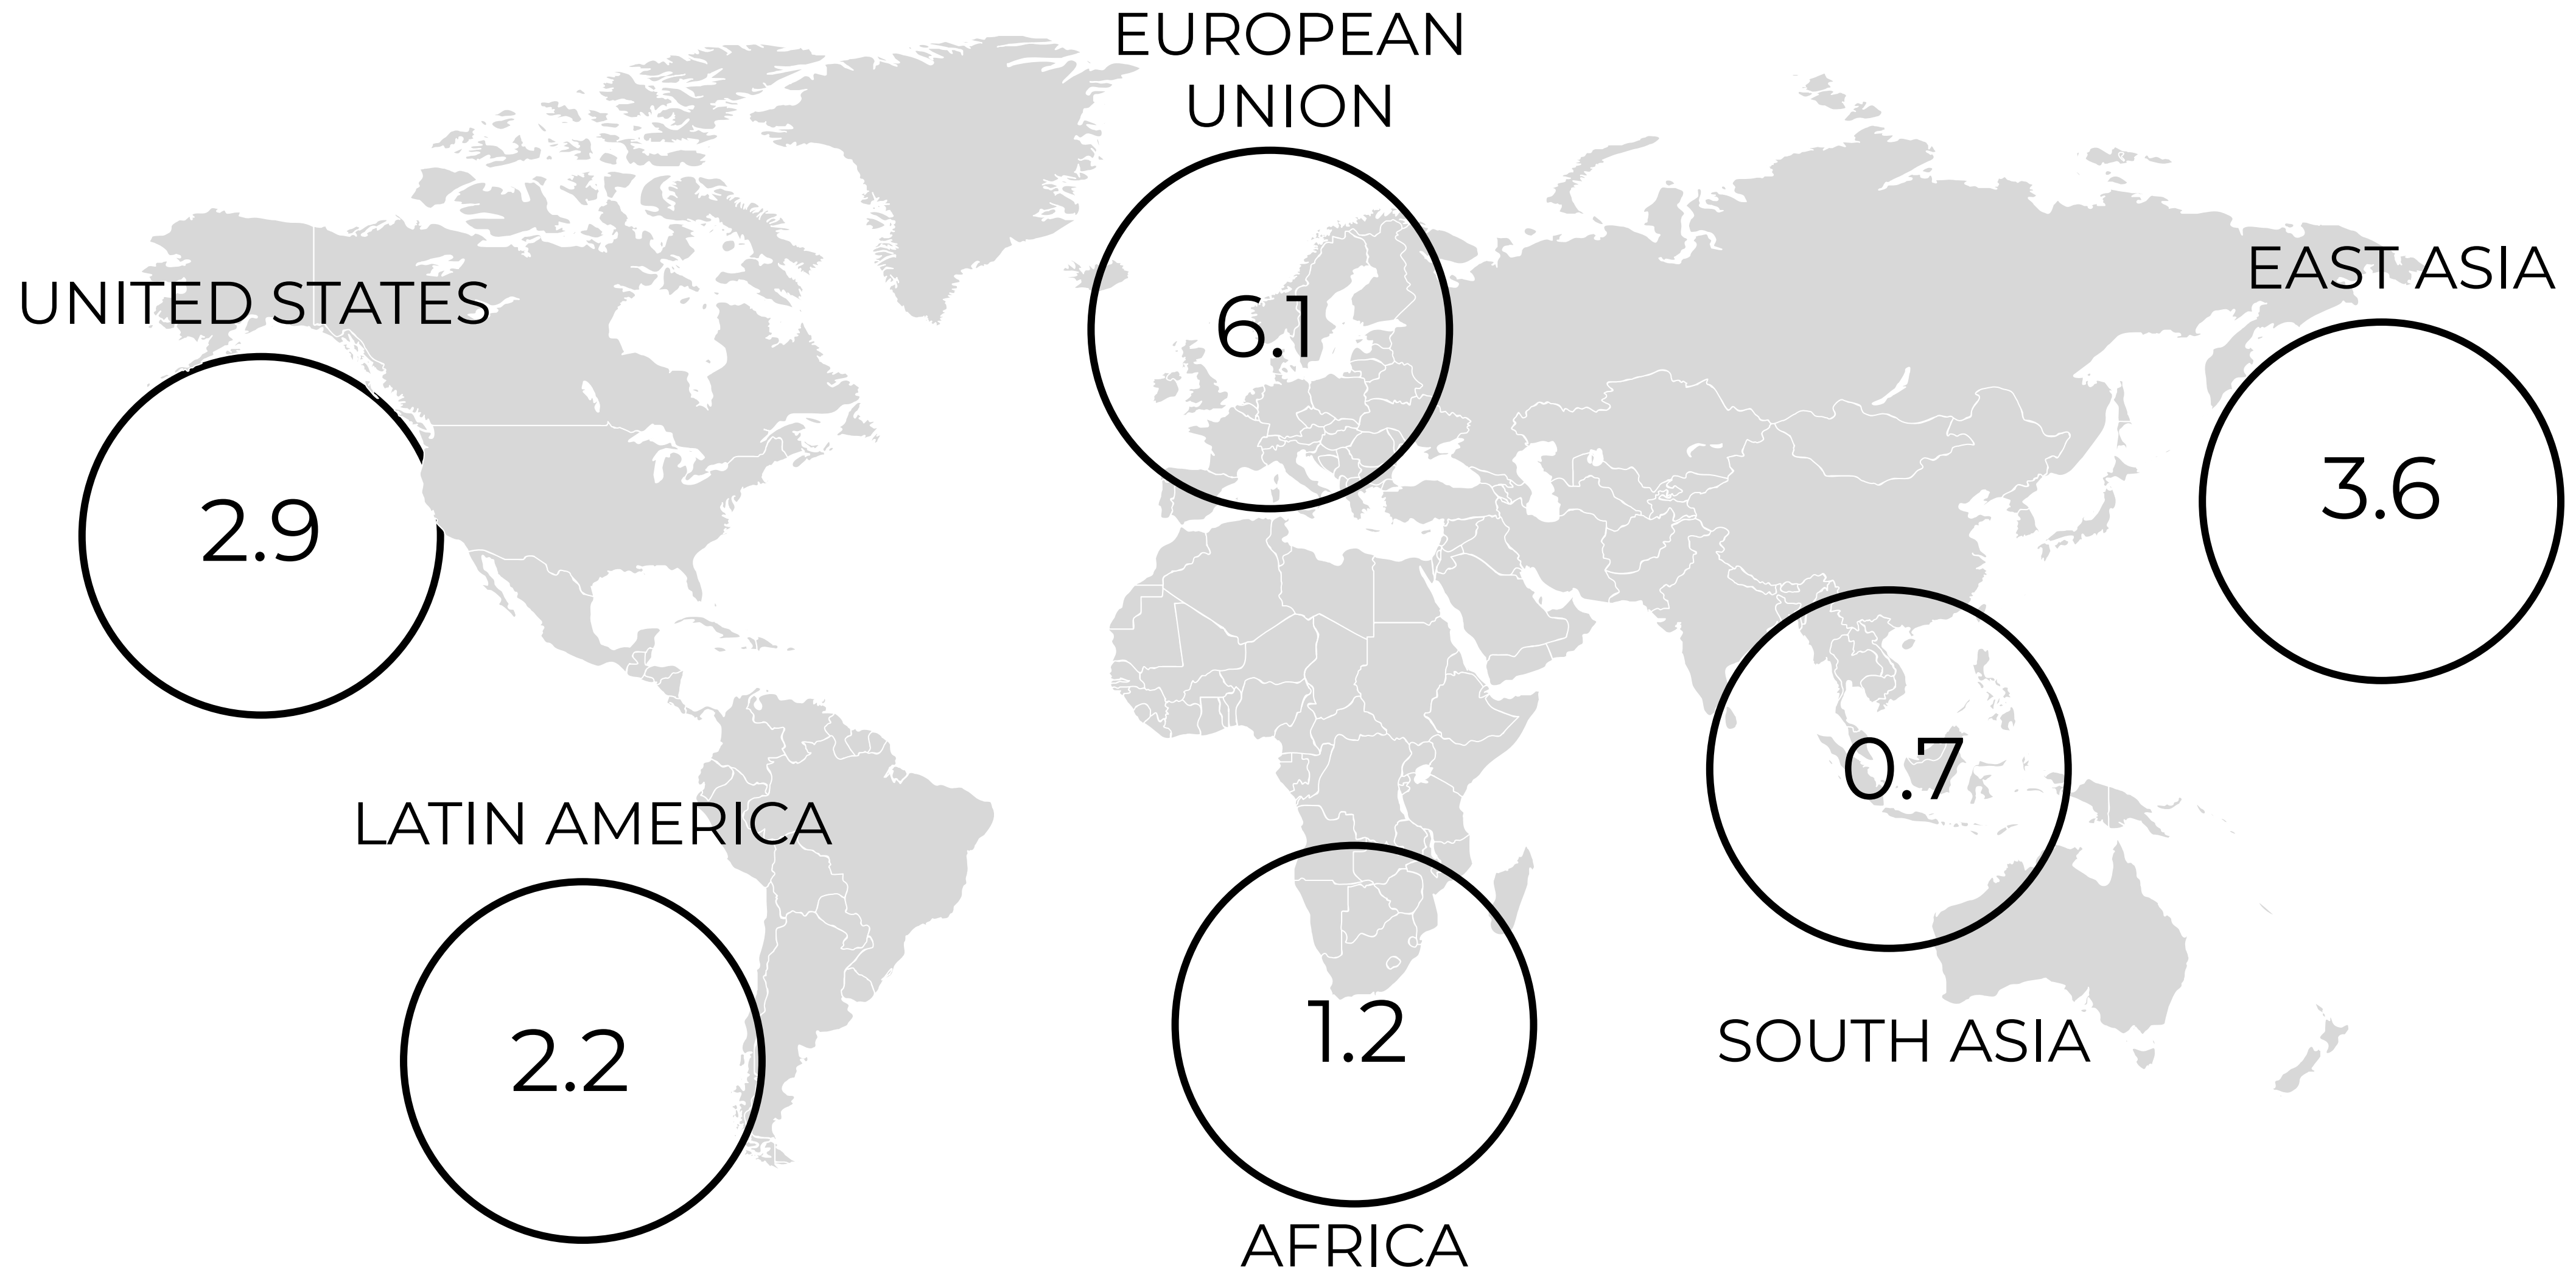 EUROPEAN
UNION
6.1
UNITED STATES
2.9
EAST ASIA
3.6
LATIN AMERICA
2.2
AFRICA
1.2
SOUTH ASIA
0.7